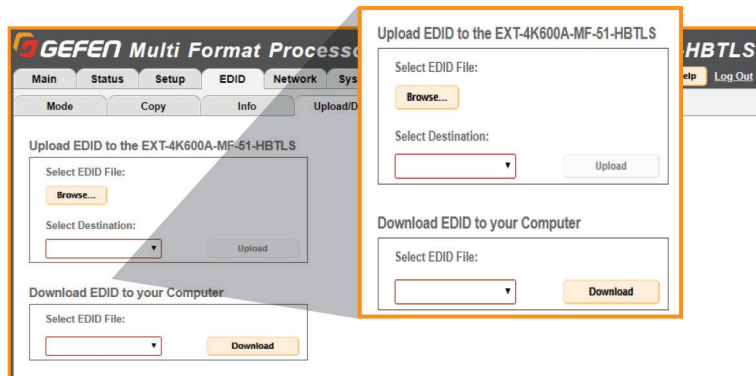 GEFEN Multi Format Processo
-HBTLS
Main Status Setup EDID Network Sys
elp Log Out
Mode Copy Info Upload/D
Upload EDID to the EXT-4K600A-MF-51-HBTLS
Select EDID File:
Browse...
Select Destination:
Upload
Download EDID to your Computer
Select EDID File:
Download
Upload EDID to the EXT-4K600A-MF-51-HBTLS
Select EDID File:
Browse...
Select Destination:
Upload
Download EDID to your Computer
Select EDID File:
Download